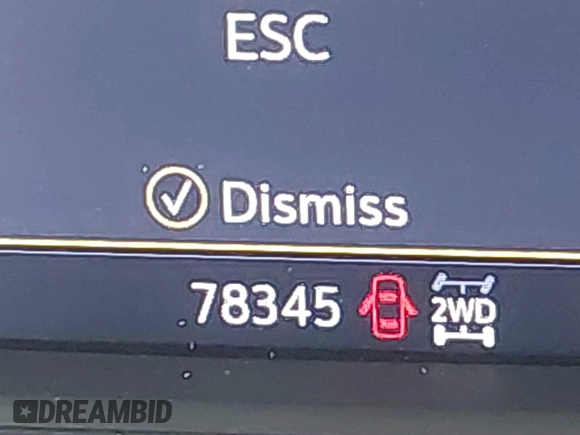 ESC
Dismiss
78345
2WD
DREAMBID